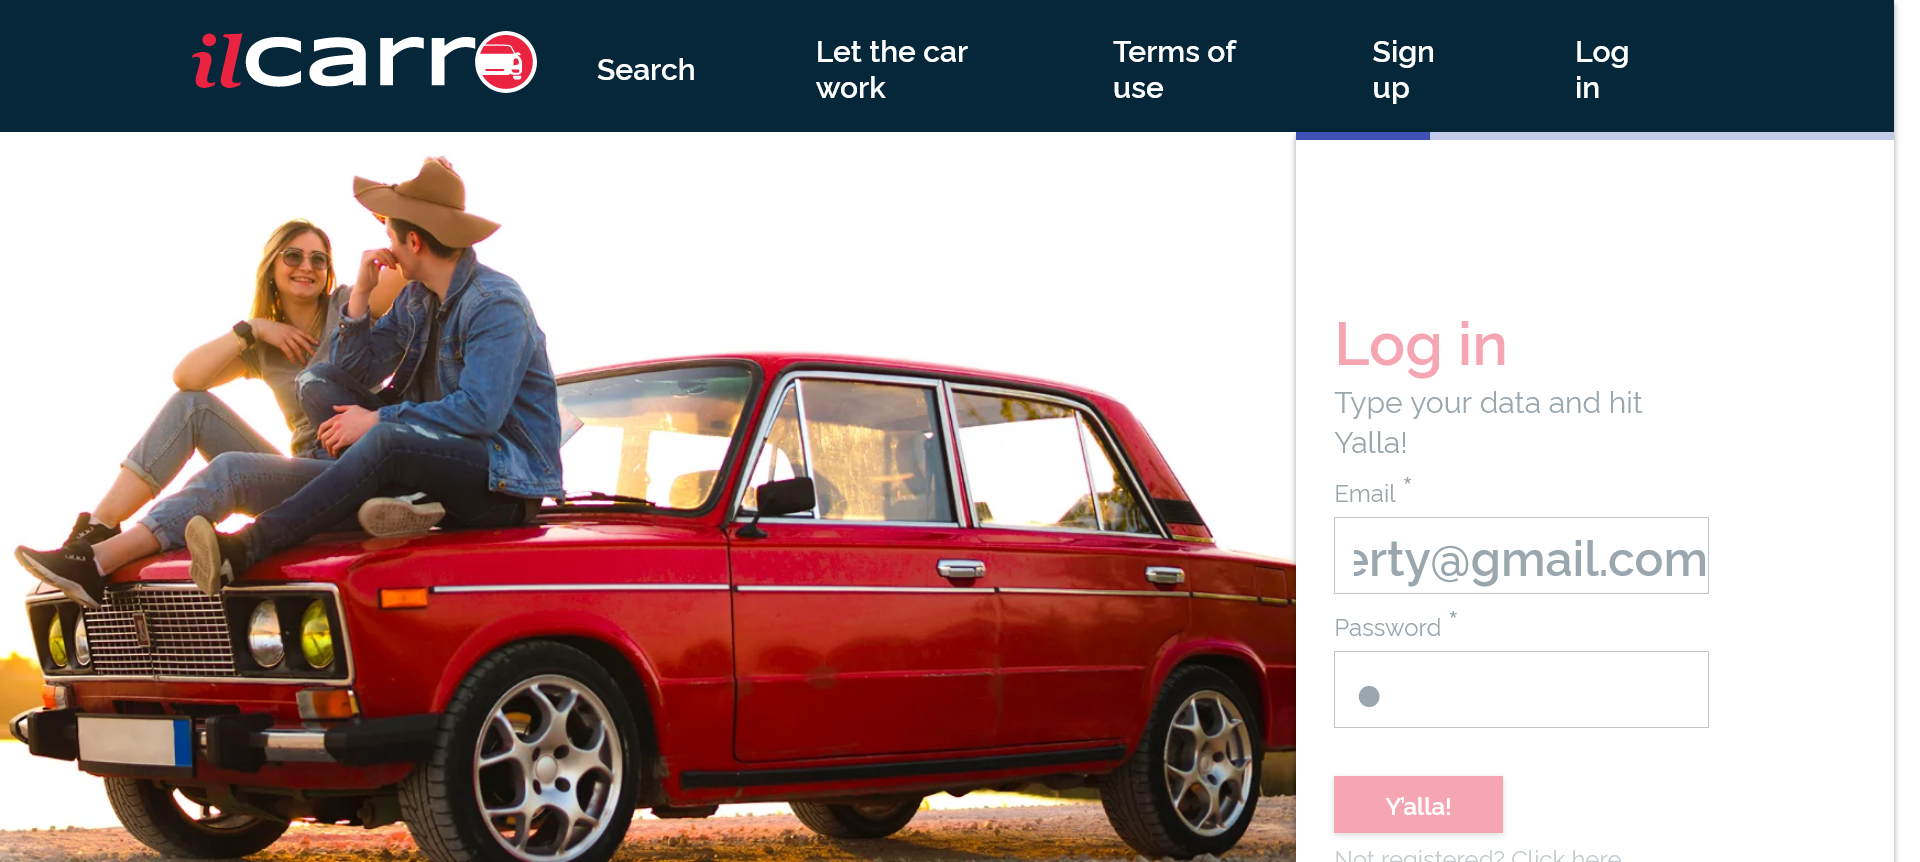 ilcarro
Search
Let the car
work
Terms of
use
Sign
up
Log
in
Log in
Type your data and hit
Yalla!
Email *
erty@gmail.com
Password *
Y'alla!
Not registered? Click here